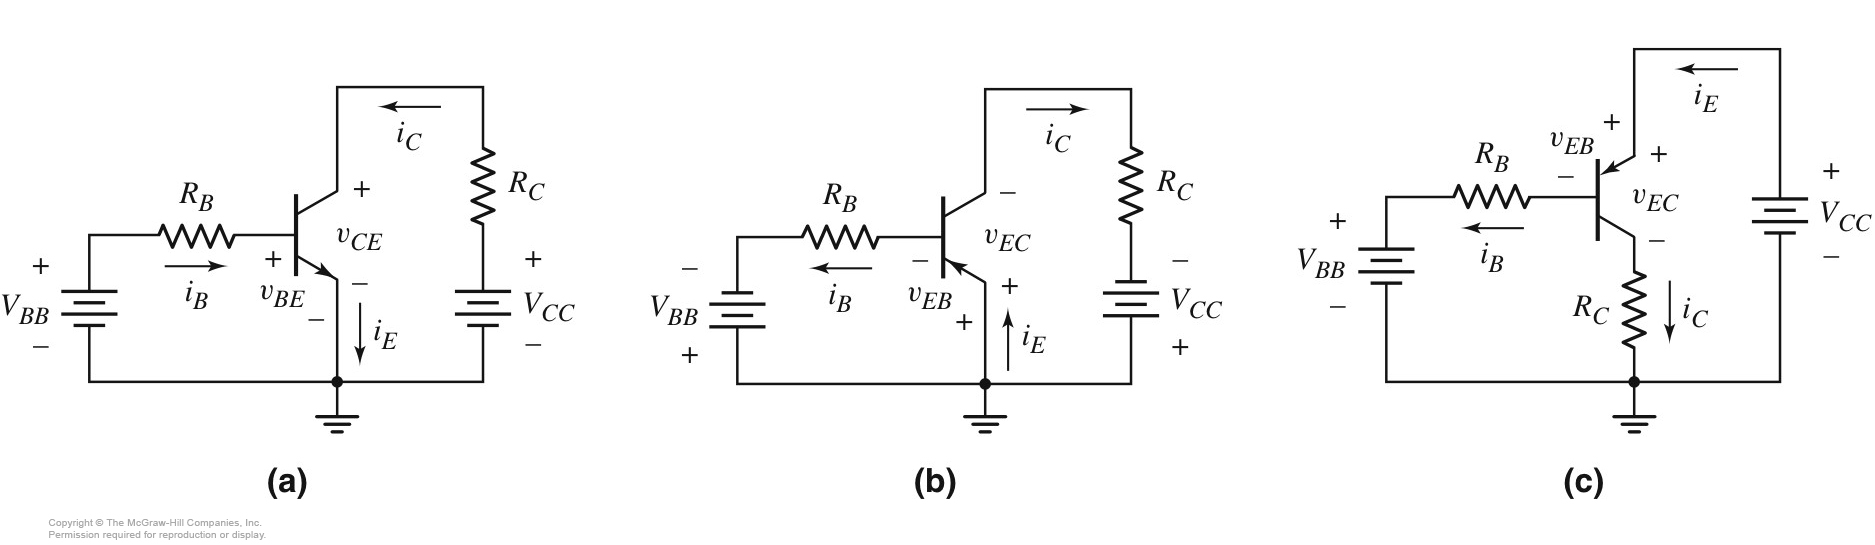 R_B
i_B
V_BB
+
−
+
v_BE
−
+
v_CE
−
i_C
R_C
i_E
+
V_CC
−
(a)
R_B
i_B
−
V_BB
+
−
v_EB
+
−
v_EC
+
i_C
R_C
i_E
−
V_CC
+
(b)
R_B
i_B
+
V_BB
−
+
v_EB
−
+
v_EC
−
i_E
R_C
i_C
+
V_CC
−
(c)
Copyright © The McGraw-Hill Companies, Inc.
Permission required for reproduction or display.